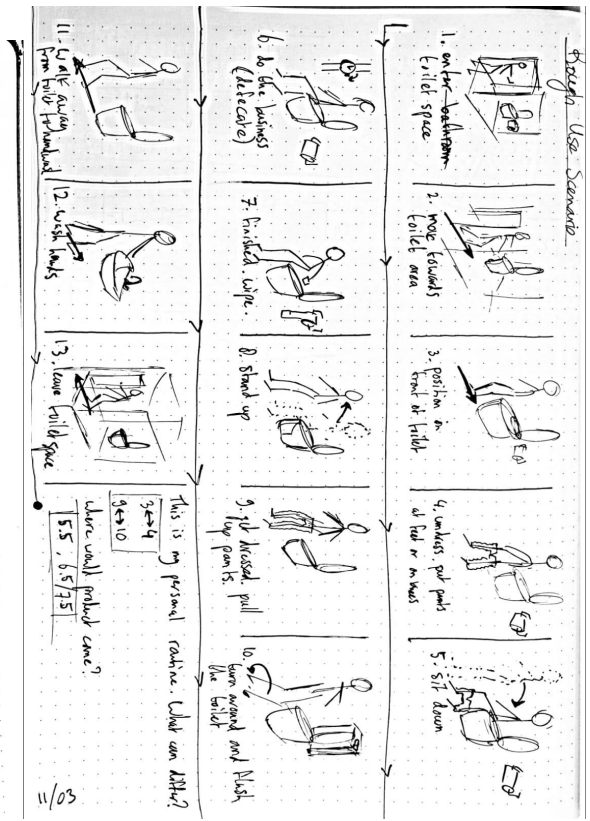 Rough Use Scenario
1. enter bathroom
toilet space
2. move towards
toilet area
3. position in
front of toilet
4. undress, put pants
at feet or on knees
5. sit down
6. do the business
(defecate)
7. finished. wipe.
8. stand up
9. get dressed. pull
up pants.
10.
turn around and flush
the toilet
11. walk away
from toilet
12. wash hands
13. leave toilet space
This is my personal routine. What can differ?
3↔4
9↔10
where would product come?
5.5, 6.5/7.5
11/03